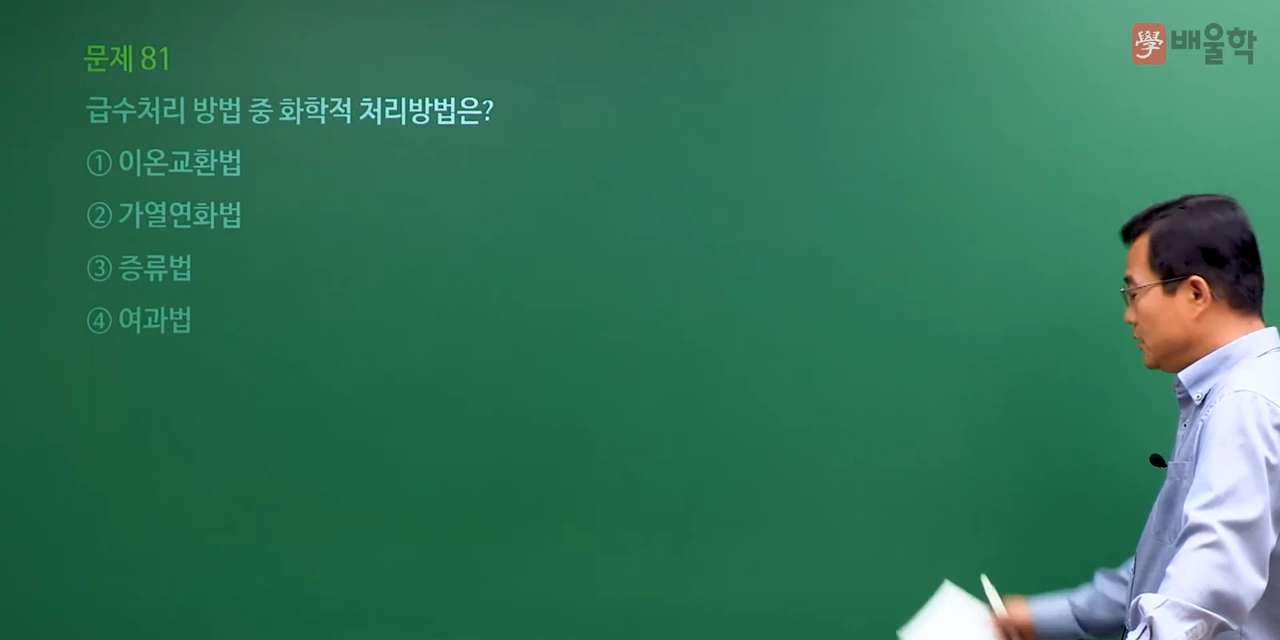 學 배울학
문제 81
급수처리 방법 중 화학적 처리방법은?
① 이온교환법
② 가열연화법
③ 증류법
④ 여과법